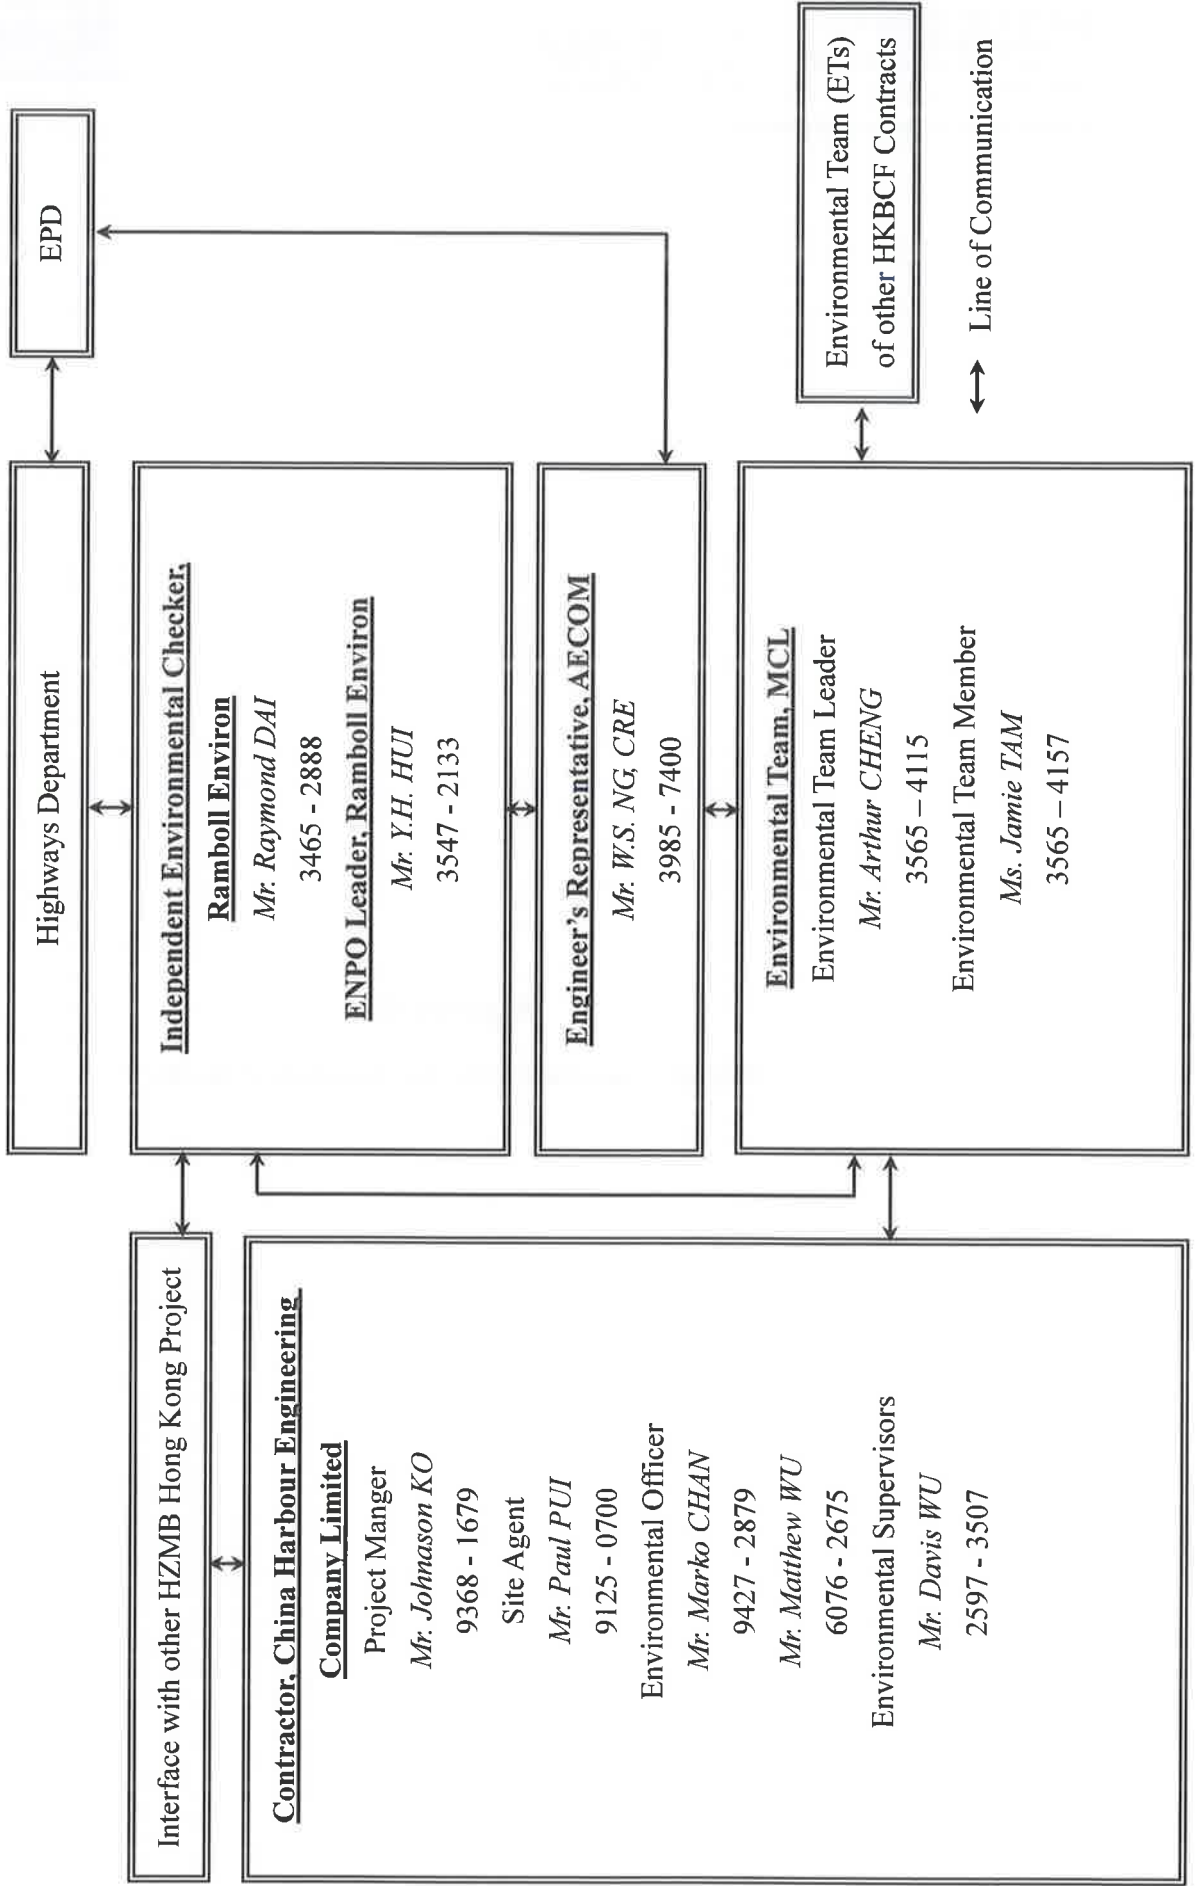 Highways Department
EPD
Interface with other HZMB Hong Kong Project
Independent Environmental Checker,
Ramboll Environ
Mr. Raymond DAI
3465 - 2888
ENPO Leader, Ramboll Environ
Mr. Y.H. HUI
3547 - 2133
Contractor, China Harbour Engineering
Company Limited
Project Manger
Mr. Johnason KO
9368 - 1679
Site Agent
Mr. Paul PUI
9125 - 0700
Environmental Officer
Mr. Marko CHAN
9427 - 2879
Mr. Matthew WU
6076 - 2675
Environmental Supervisors
Mr. Davis WU
2597 - 3507
Engineer’s Representative, AECOM
Mr. W.S. NG, CRE
3985 - 7400
Environmental Team, MCL
Environmental Team Leader
Mr. Arthur CHENG
3565 – 4115
Environmental Team Member
Ms. Jamie TAM
3565 – 4157
Environmental Team (ETs)
of other HKBCF Contracts
Line of Communication